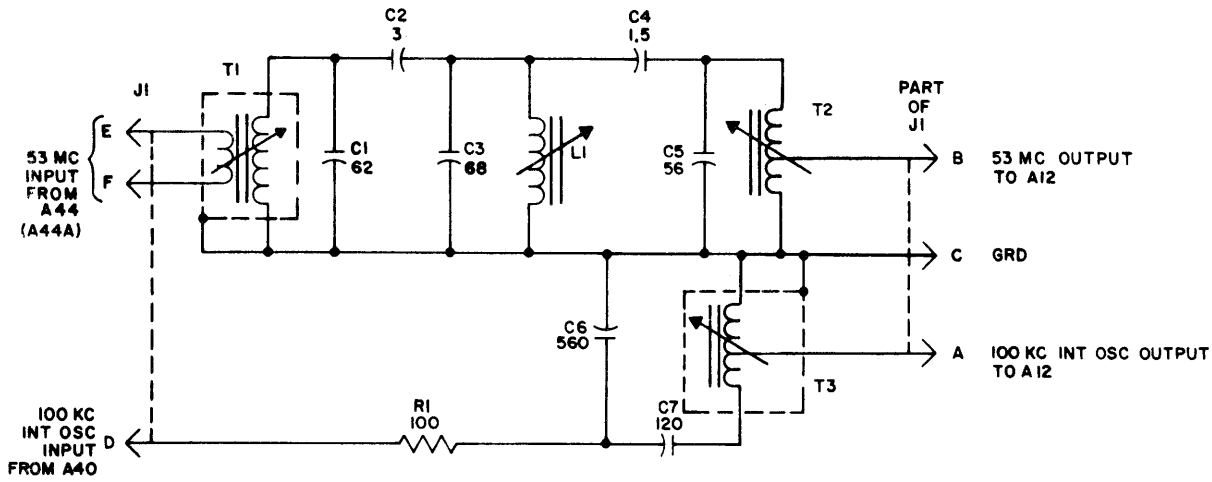 C2
3
C4
1.5
T1
J1
E
F
53 MC
INPUT
FROM
A44
(A44A)
C1
62
C3
68
L1
C5
56
T2
PART
OF
J1
B 53 MC OUTPUT
TO A12
C GRD
C6
560
A 100 KC INT OSC OUTPUT
TO A12
T3
C7
120
R1
100
100 KC
INT OSC
INPUT
FROM A40
D